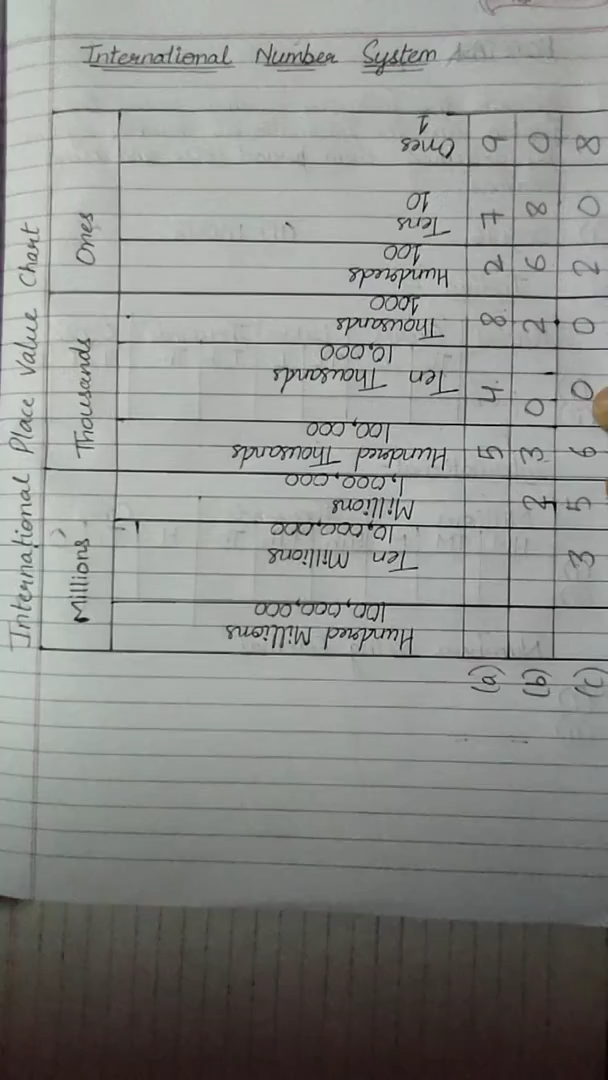 International Number System
International Place Value Chart
Millions Thousands Ones
Hundred Millions
100,000,000
Ten Millions
10,000,000
Millions
1,000,000
Hundred Thousands
100,000
Ten Thousands
10,000
Thousands
1000
Hundereds
100
Tens
10
Ones
1
(a) 5 4 8 2 7 9
(b) 2 3 0 2 6 8 0
(c) 3 5 6 0 0 2 0 8